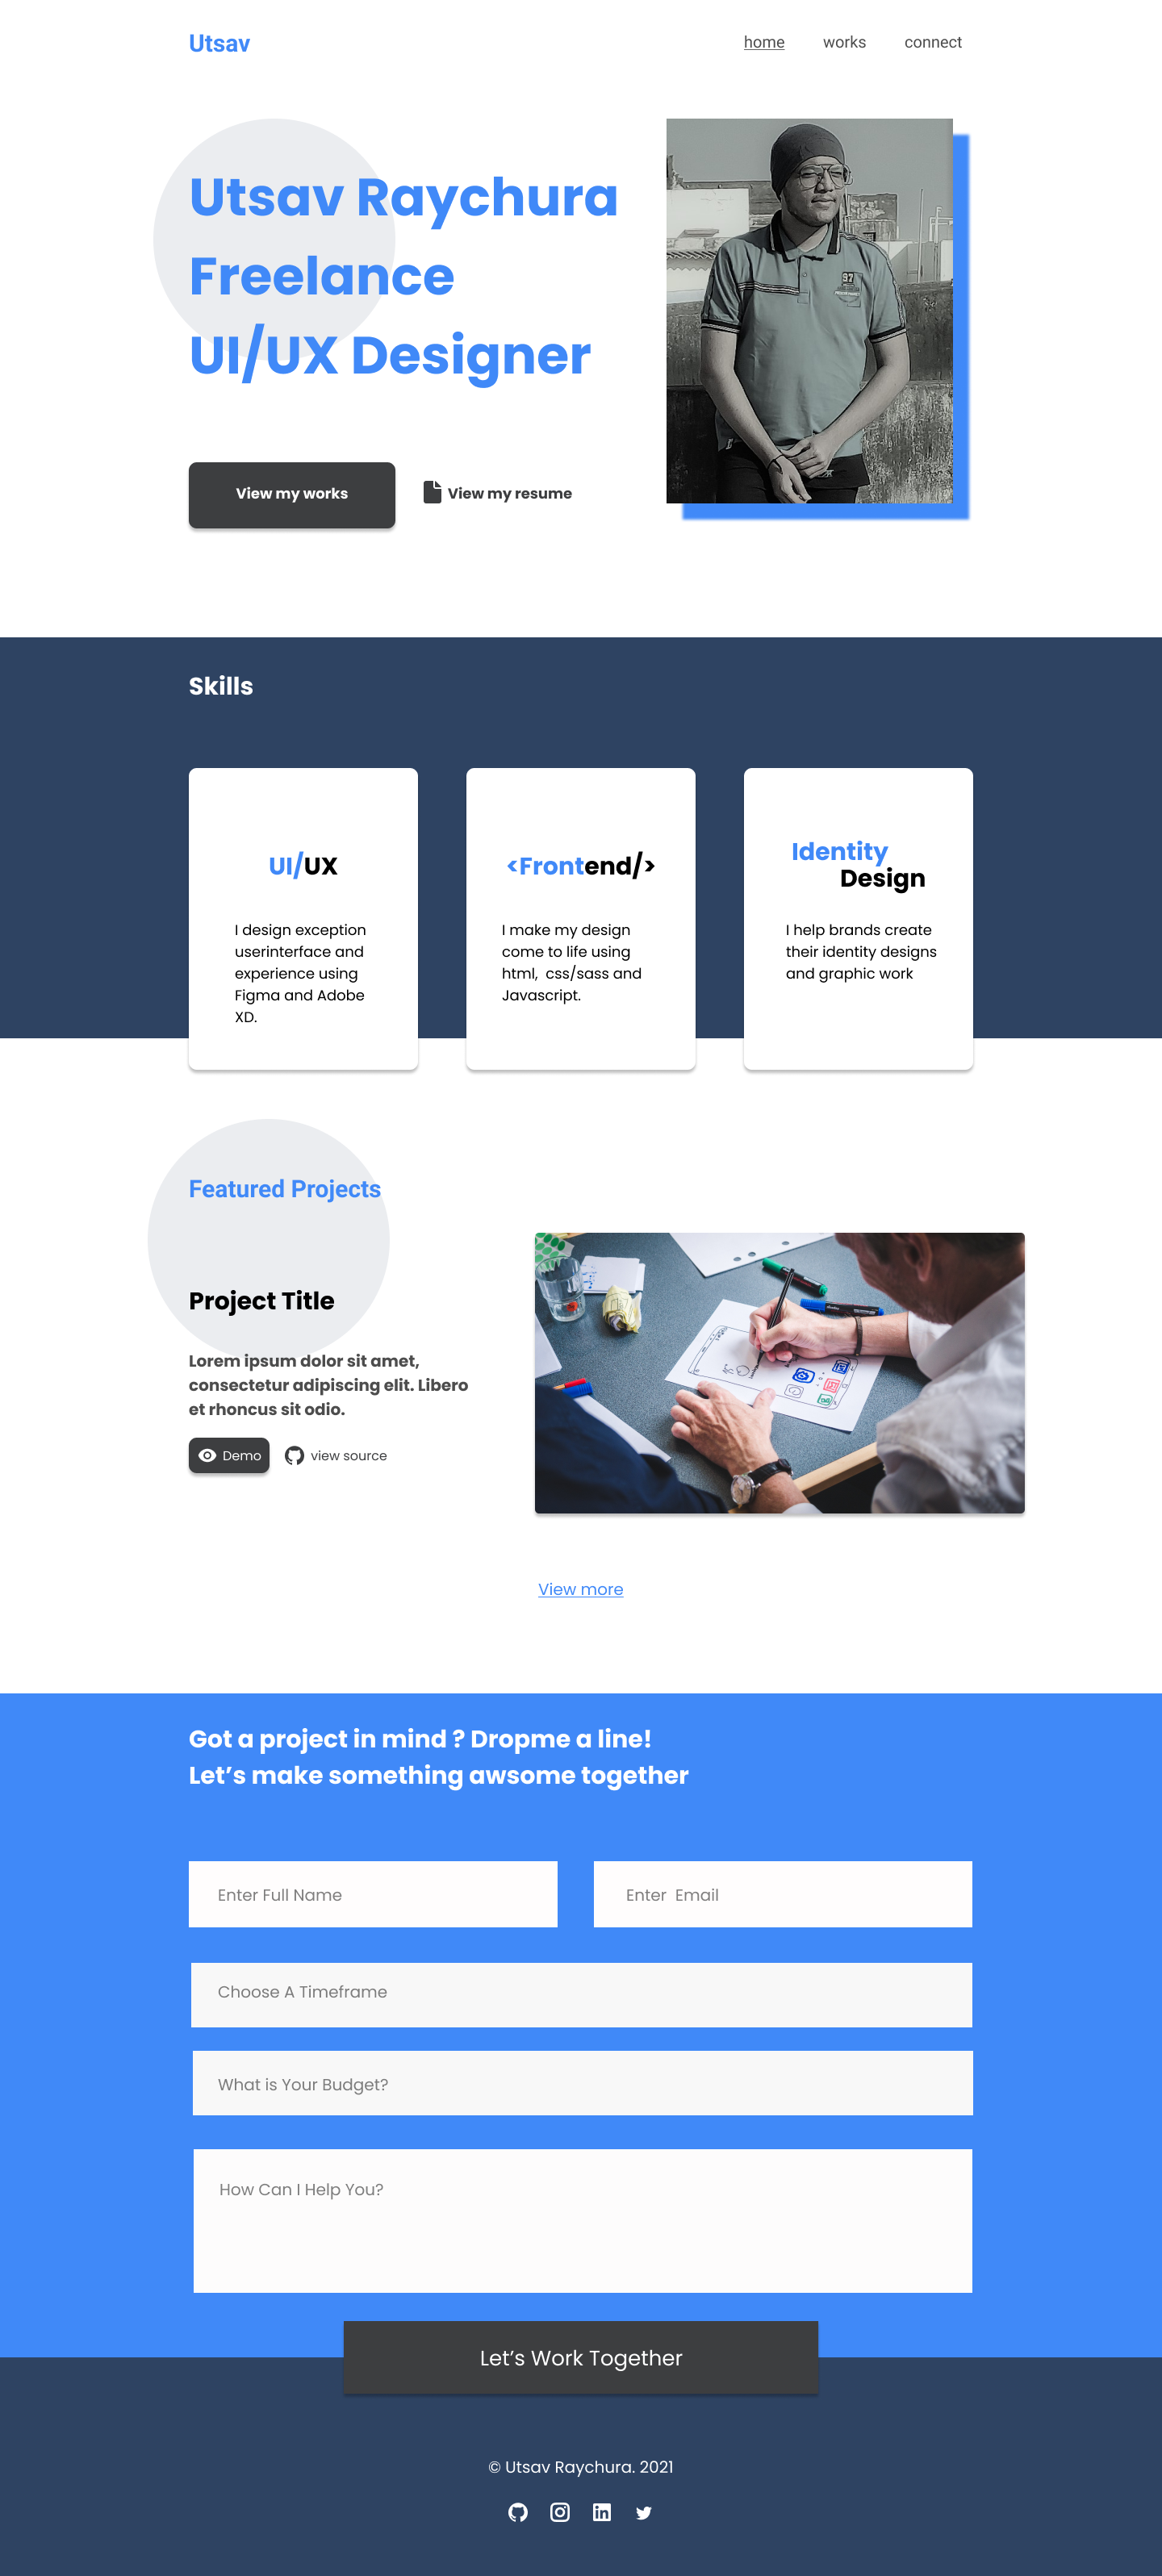 Utsav
home works connect
Utsav Raychura
Freelance
UI/UX Designer
97
View my works
View my resume
Skills
UI/UX
I design exception
userinterface and
experience using
Figma and Adobe
XD.
<Frontend/>
I make my design
come to life using
html,  css/sass and
Javascript.
Identity
Design
I help brands create
their identity designs
and graphic work
Featured Projects
Project Title
Lorem ipsum dolor sit amet,
consectetur adipiscing elit. Libero
et rhoncus sit odio.
Demo
view source
View more
Got a project in mind ? Dropme a line!
Let’s make something awsome together
Enter Full Name
Enter  Email
Choose A Timeframe
What is Your Budget?
How Can I Help You?
Let’s Work Together
© Utsav Raychura. 2021
in